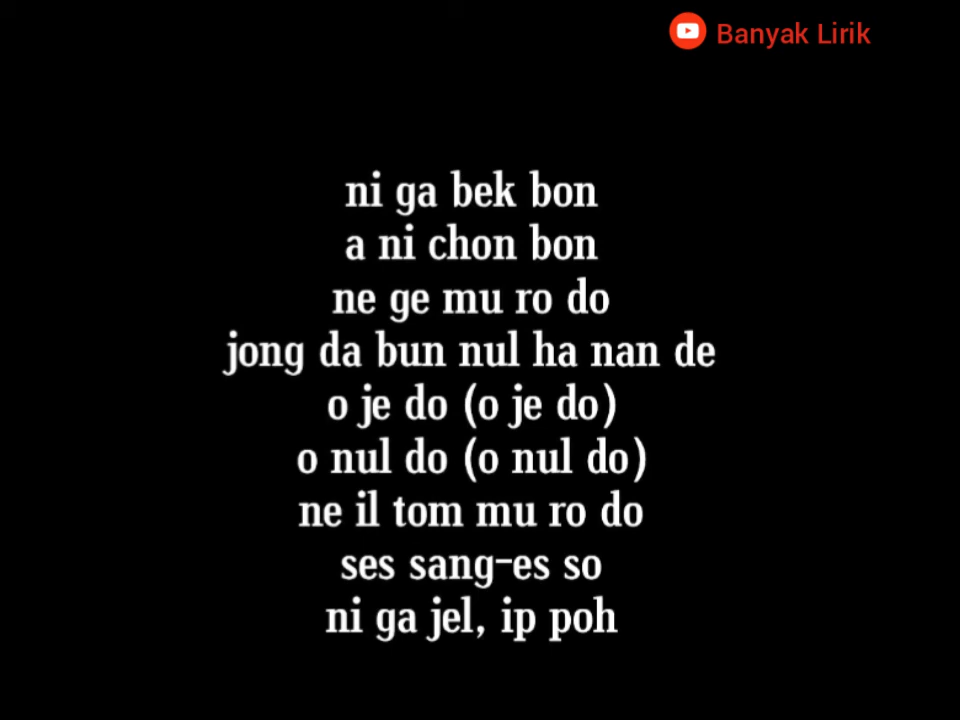 Banyak Lirik
ni ga bek bon
a ni chon bon
ne ge mu ro do
jong da bun nul ha nan de
o je do (o je do)
o nul do (o nul do)
ne il tom mu ro do
ses sang-es so
ni ga jel, ip poh